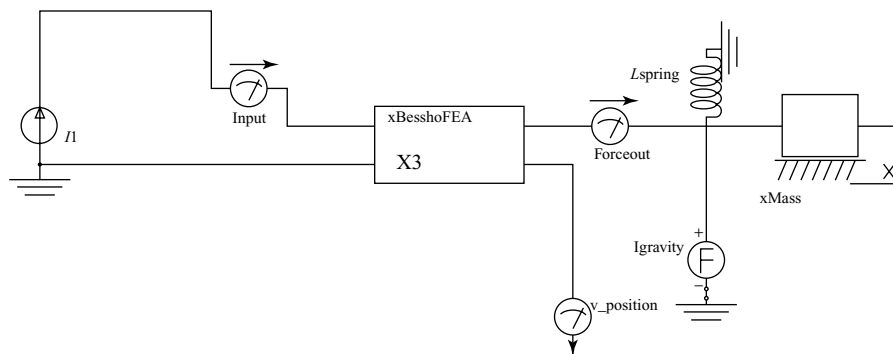 Lspring
xBesshoFEA
Input
I1
X3
Forceout
xMass
X
Igravity
+
F
−
v_position